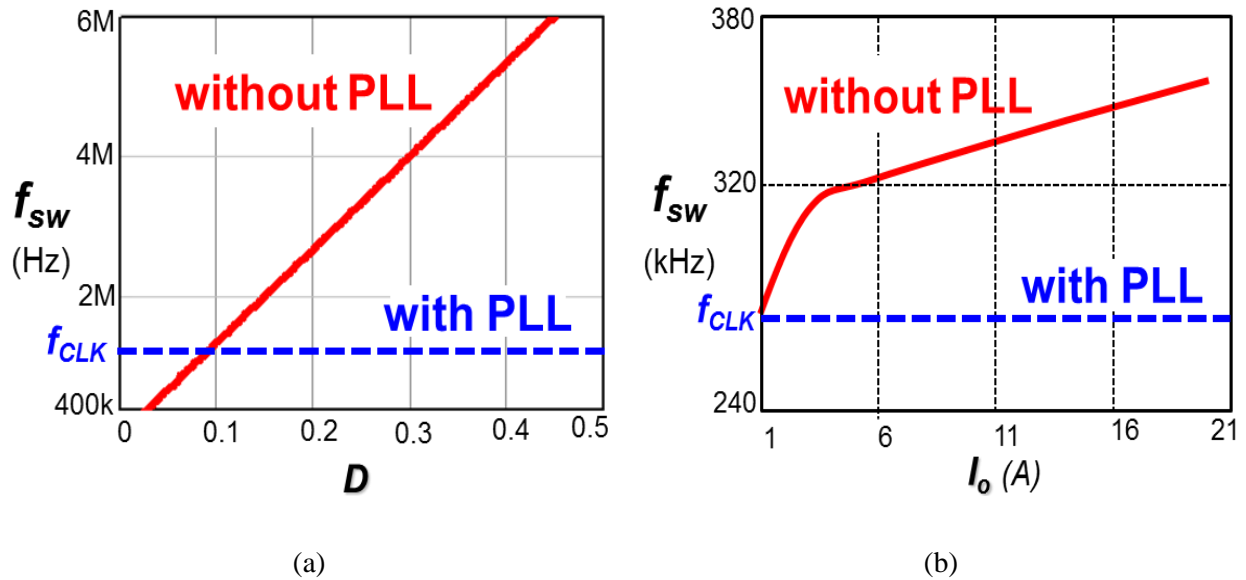 6M
4M
2M
400k
f_sw
(Hz)
f_CLK
without PLL
with PLL
0 0.1 0.2 0.3 0.4 0.5
D
(a)
380
320
240
f_sw
(kHz)
f_CLK
without PLL
with PLL
1 6 11 16 21
I_o (A)
(b)